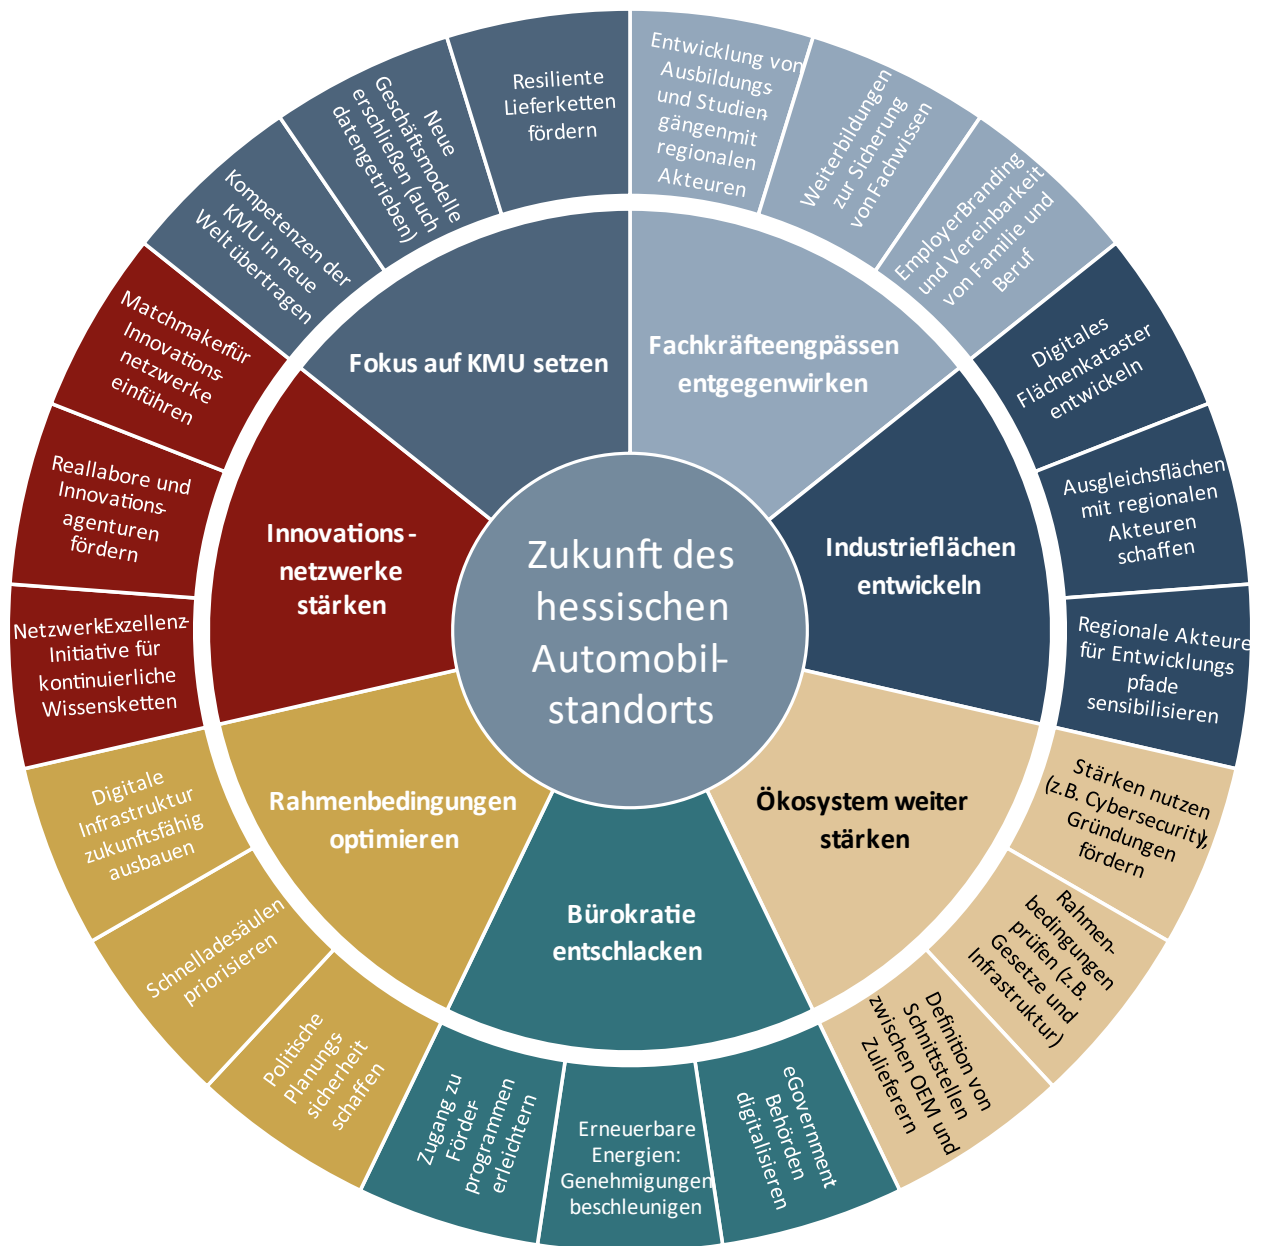 Zukunft des
hessischen
Automobil-
standorts
Fachkräfteengpässen
entgegenwirken
Entwicklung von
Ausbildungs-
und Studien-
gängenmit
regionalen
Akteuren
Weiterbildungen
zur Sicherung
von Fachwissen
EmployerBranding
und Vereinbarkeit
von Familie und
Beruf
Industrieflächen
entwickeln
Digitales
Flächenkataster
entwickeln
Ausgleichsflächen
mit regionalen
Akteuren
schaffen
Regionale Akteure
für Entwicklungs-
pfade
sensibilisieren
Ökosystem weiter
stärken
Stärken nutzen
(z.B. Cybersecurity),
Gründungen
fördern
Rahmen-
bedingungen
prüfen (z.B.
Gesetze und
Infrastruktur)
Definition von
Schnittstellen
zwischen OEM und
Zulieferern
Bürokratie
entschlacken
eGovernment
Behörden
digitalisieren
Erneuerbare
Energien:
Genehmigungen
beschleunigen
Zugang zu
Förder-
programmen
erleichtern
Rahmenbedingungen
optimieren
Politische
Planungs-
sicherheit
schaffen
Schnelladesäulen
priorisieren
Digitale
Infrastruktur
zukunftsfähig
ausbauen
Innovations-
netzwerke
stärken
Netzwerk-Exzellenz-
Initiative für
kontinuierliche
Wissensketten
Reallabore und
Innovations-
agenturen
fördern
Matchmaker für
Innovations-
netzwerke
einführen
Fokus auf KMU setzen
Kompetenzen der
KMU in neue
Welt übertragen
Neue
Geschäftsmodelle
erschließen (auch
datengetrieben)
Resiliente
Lieferketten
fördern